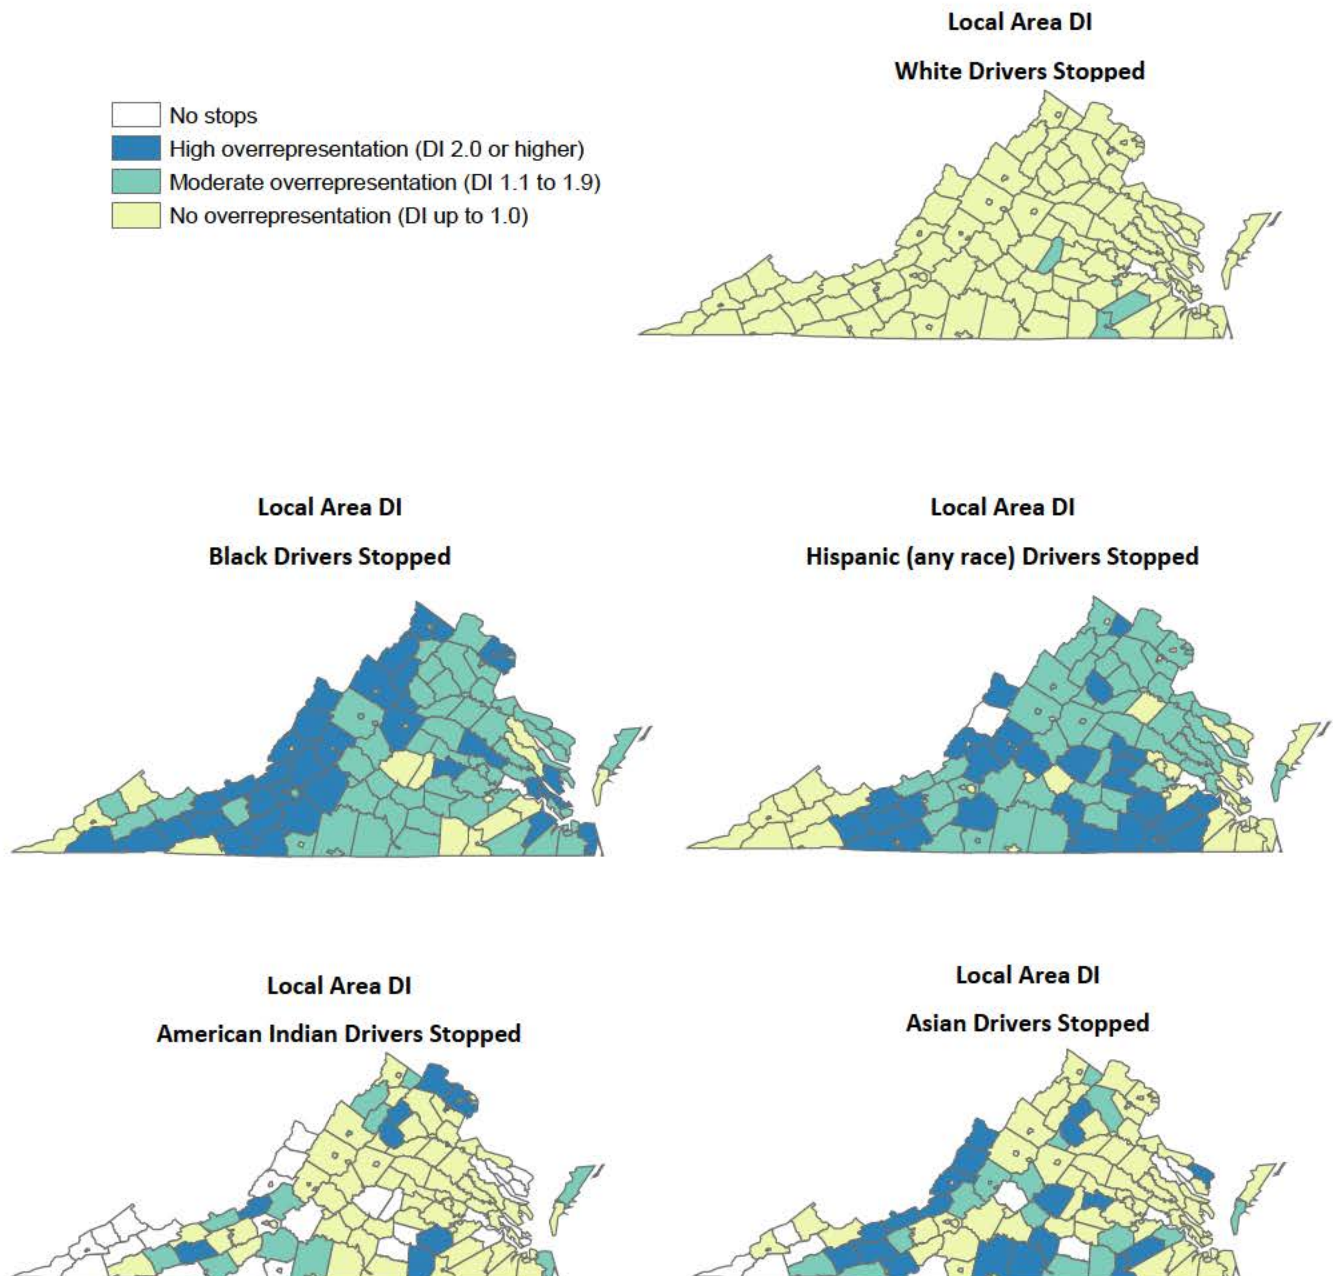 Local Area DI
White Drivers Stopped
No stops
High overrepresentation (DI 2.0 or higher)
Moderate overrepresentation (DI 1.1 to 1.9)
No overrepresentation (DI up to 1.0)
Local Area DI
Black Drivers Stopped
Local Area DI
Hispanic (any race) Drivers Stopped
Local Area DI
American Indian Drivers Stopped
Local Area DI
Asian Drivers Stopped